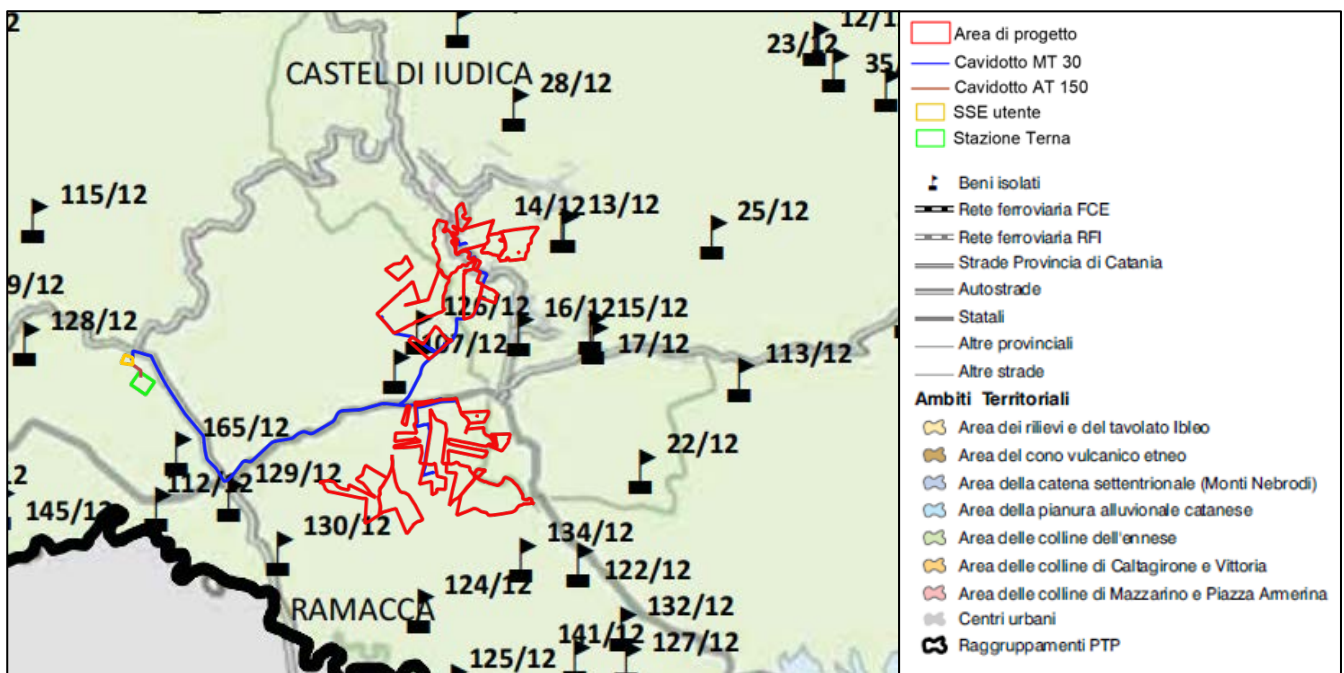 12/1
23/12
35/
CASTEL DI IUDICA
28/12
115/12
14/12
13/12
25/12
9/12
128/12
126/12
16/12
15/12
107/12
17/12
113/12
165/12
22/12
129/12
112/12
12
145/12
130/12
134/12
122/12
124/12
RAMACCA
132/12
141/12
127/12
125/12
Area di progetto
Cavidotto MT 30
Cavidotto AT 150
SSE utente
Stazione Terna
Beni isolati
Rete ferroviaria FCE
Rete ferroviaria RFI
Strade Provincia di Catania
Autostrade
Statali
Altre provinciali
Altre strade
Ambiti Territoriali
Area dei rilievi e del tavolato Ibleo
Area del cono vulcanico etneo
Area della catena settentrionale (Monti Nebrodi)
Area della pianura alluvionale catanese
Area delle colline dell'ennese
Area delle colline di Caltagirone e Vittoria
Area delle colline di Mazzarino e Piazza Armerina
Centri urbani
Raggruppamenti PTP